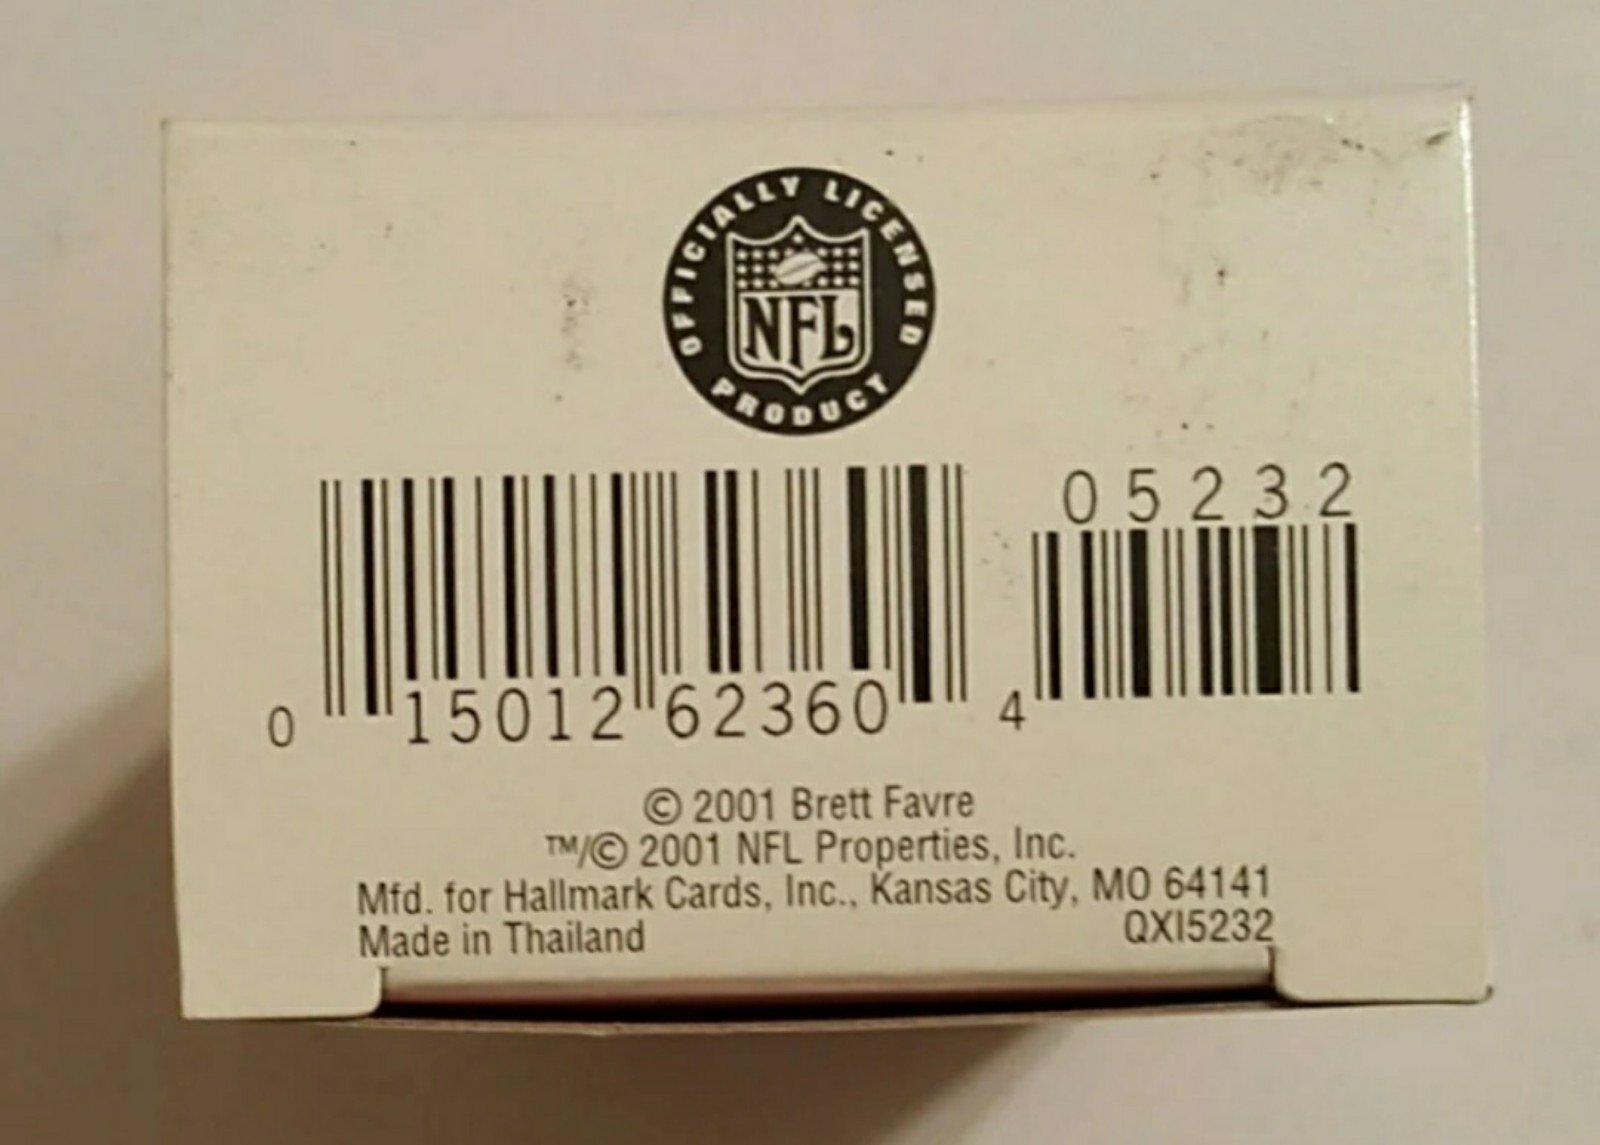 OFFICIALLY LICENSED
NFL
PRODUCT
05232
0 15012 62360 4
© 2001 Brett Favre
™/© 2001 NFL Properties, Inc.
Mfd. for Hallmark Cards, Inc., Kansas City, MO 64141
Made in Thailand QXI5232